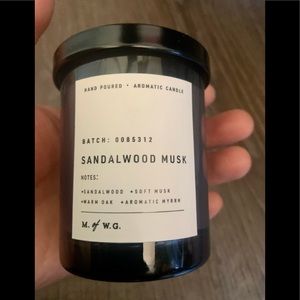 HAND POURED • AROMATIC CANDLE
BATCH: 0085312
SANDALWOOD MUSK
NOTES:
•SANDALWOOD •SOFT MUSK
•WARM OAK •AROMATIC MYRRH
M. of W.G.